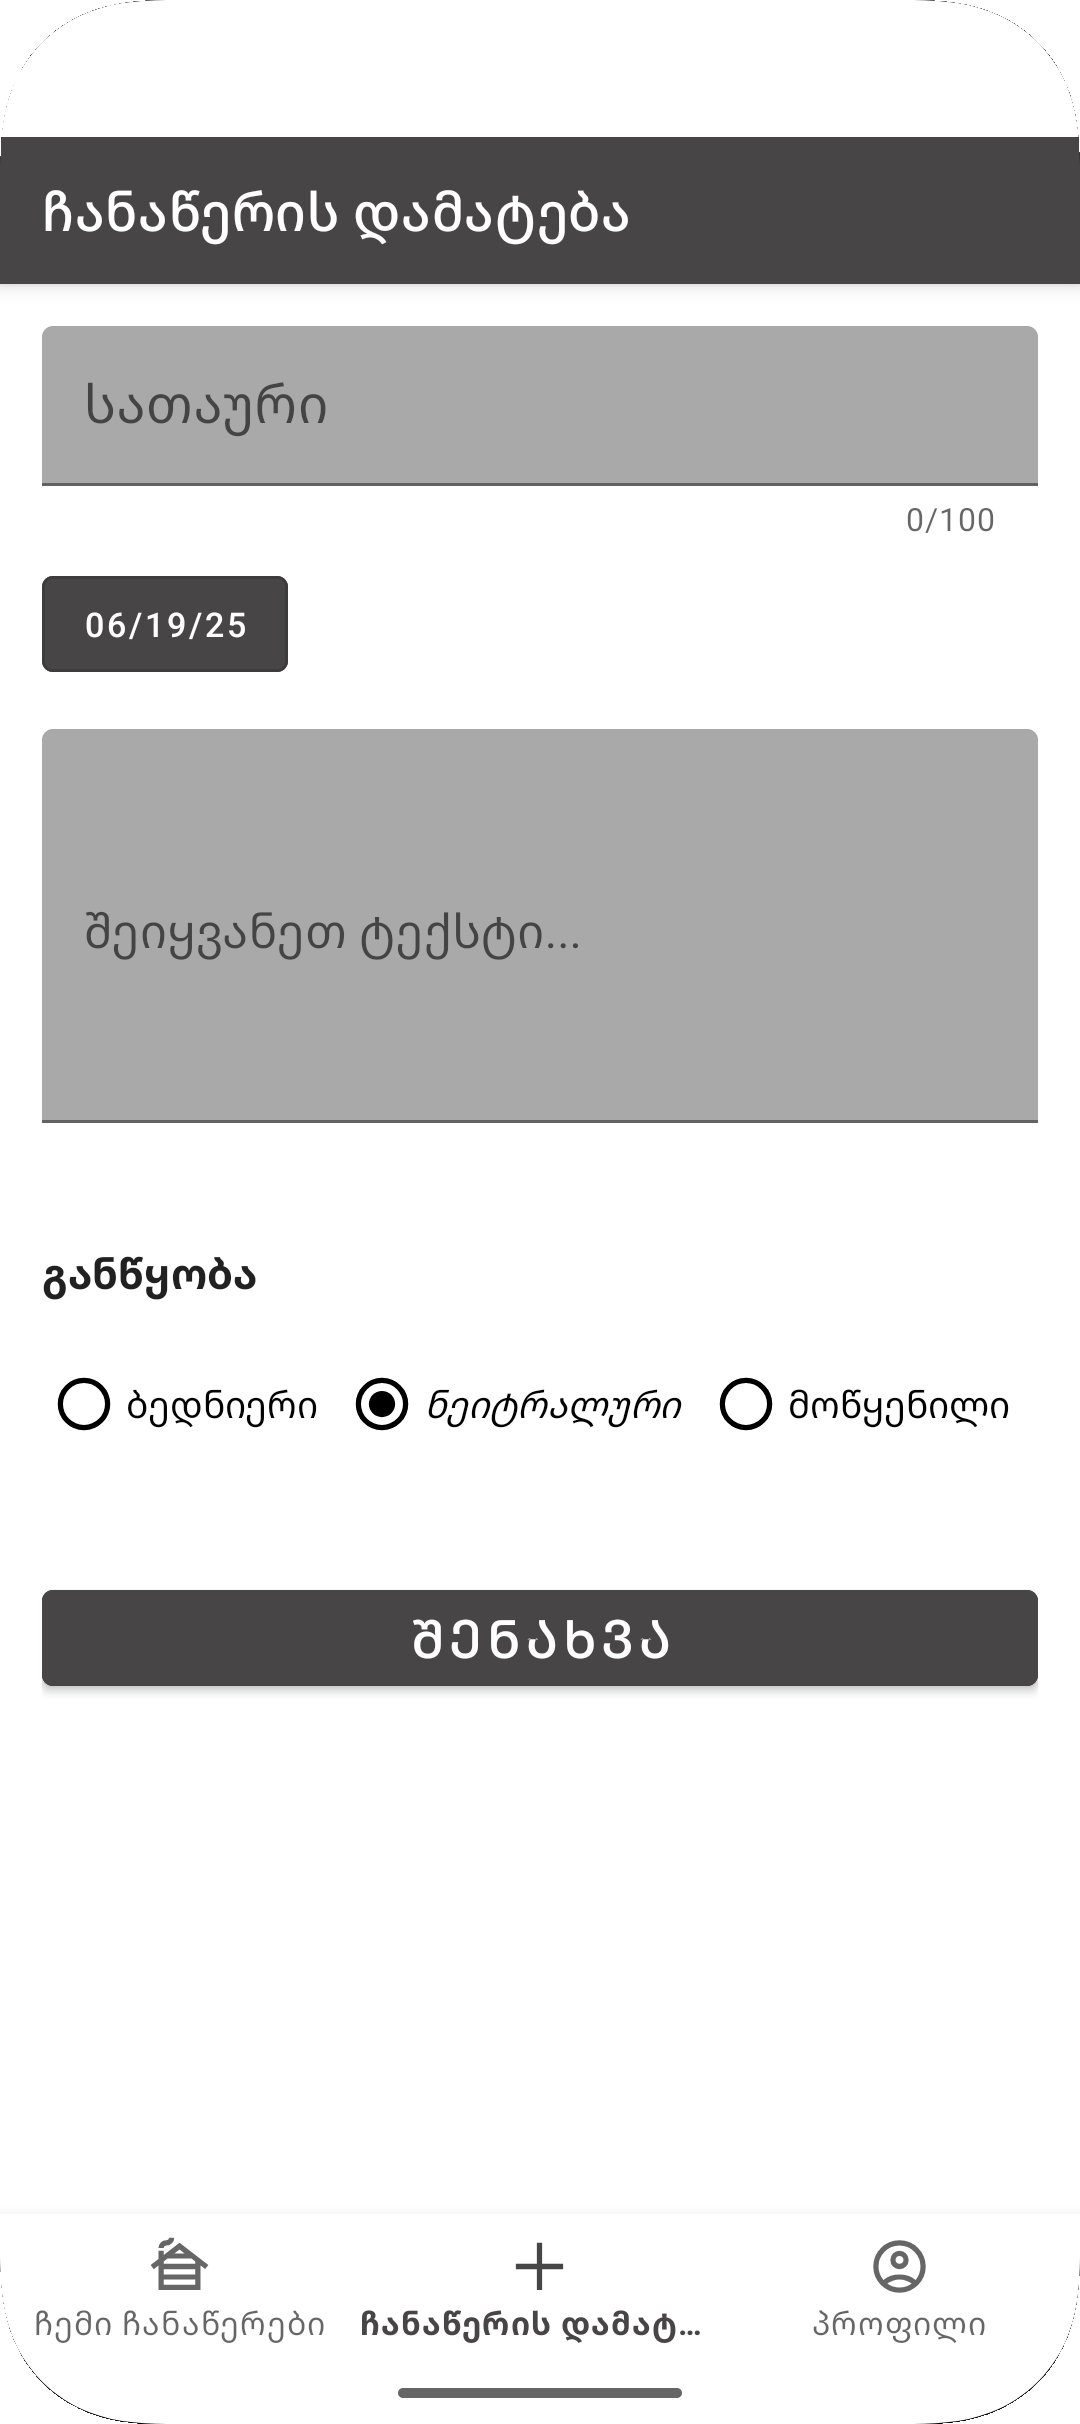 ჩანაწერის დამატება
სათაური
0/100
06/19/25
შეიყვანეთ ტექსტი...
განწყობა
ბედნიერი ნეიტრალური მოწყენილი
ᲨᲔᲜᲐᲮᲕᲐ
ჩემი ჩანაწერები ჩანაწერის დამატ... პროფილი